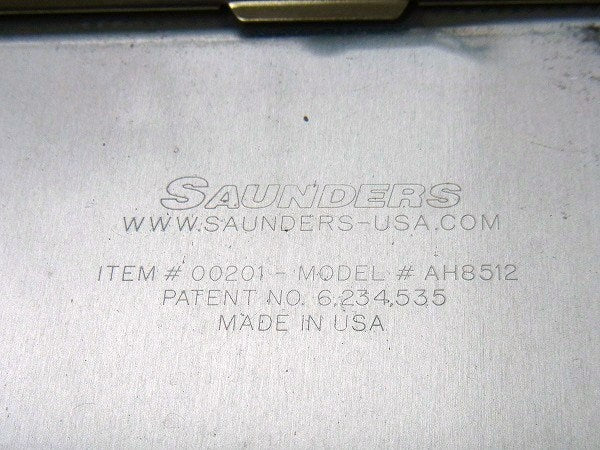 SAUNDERS
WWW.SAUNDERS-USA.COM
ITEM # 00201 - MODEL # AH8512
PATENT NO. 6,234,535
MADE IN USA